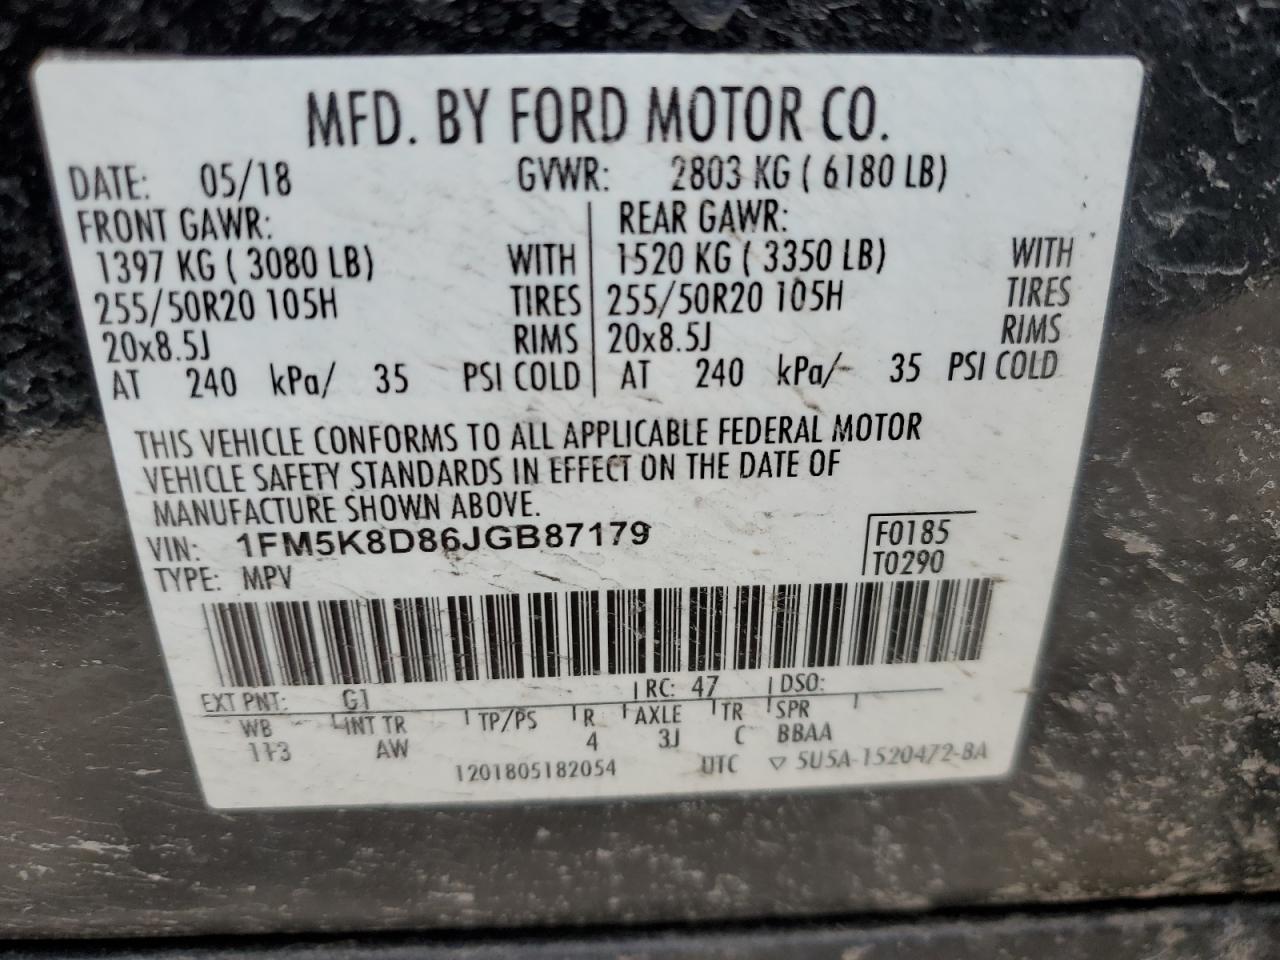 MFD. BY FORD MOTOR CO.
DATE: 05/18 GVWR: 2803 KG ( 6180 LB)
FRONT GAWR: REAR GAWR:
1397 KG ( 3080 LB) WITH 1520 KG ( 3350 LB) WITH
255/50R20 105H TIRES 255/50R20 105H TIRES
20x8.5J RIMS 20x8.5J RIMS
AT 240 kPa/ 35 PSI COLD AT 240 kPa/ 35 PSI COLD
THIS VEHICLE CONFORMS TO ALL APPLICABLE FEDERAL MOTOR
VEHICLE SAFETY STANDARDS IN EFFECT ON THE DATE OF
MANUFACTURE SHOWN ABOVE.
VIN: 1FM5K8D86JGB87179 F0185
TYPE: MPV T0290
EXT PNT: G1 RC: 47 DSO:
WB INT TR TP/PS R AXLE TR SPR
113 AW 4 3J C BBAA
1201805182054 UTC ▽ 5U5A-1520472-BA